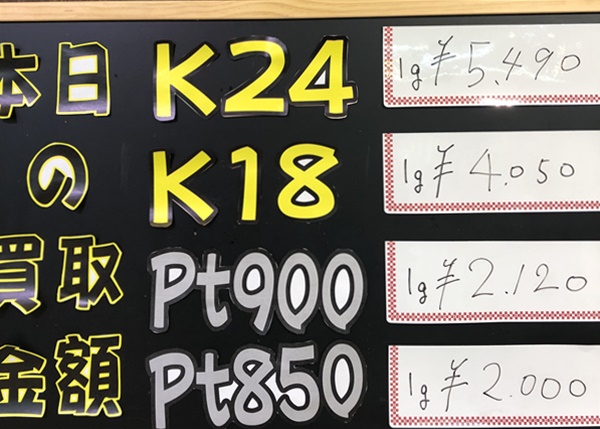 本日 K24 1g ¥5.490
の K18 1g ¥4.050
買取 Pt900 1g ¥2.120
金額 Pt850 1g ¥2.000